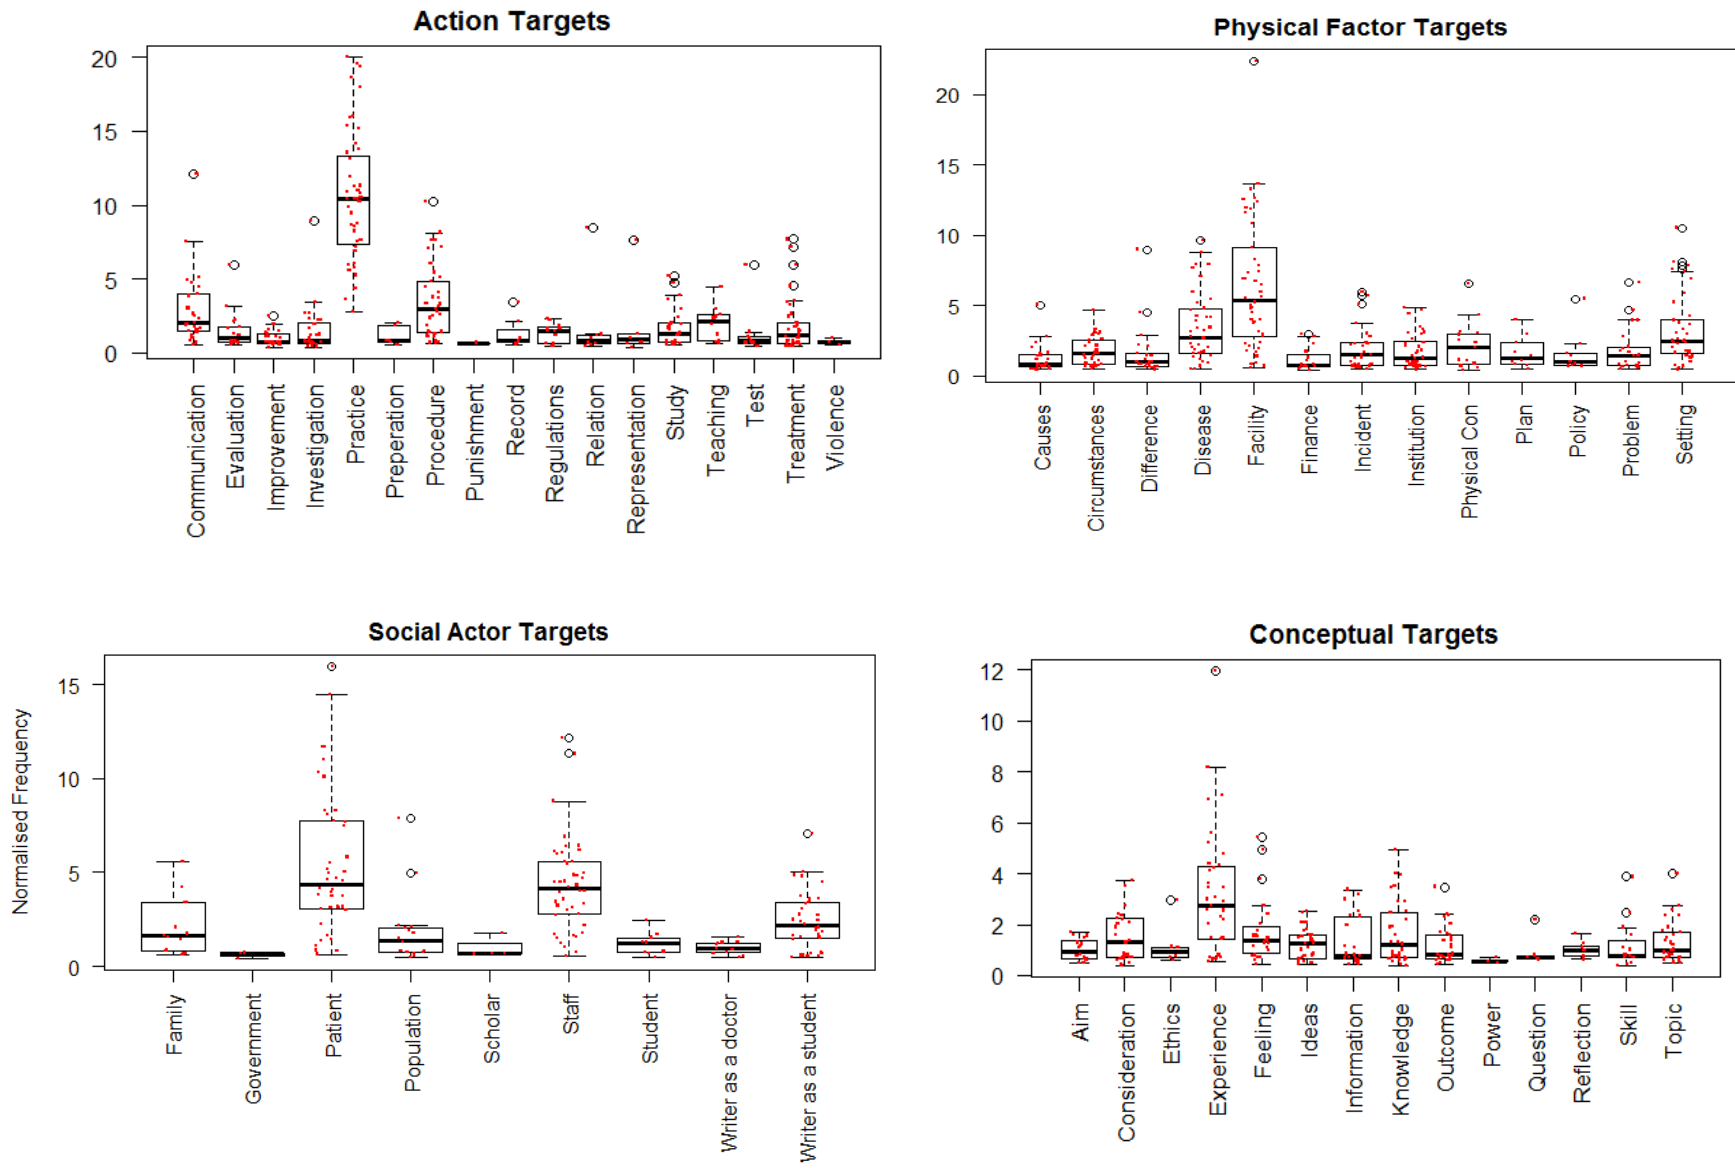 Action Targets
20
15
10
5
0
Communication
Evaluation
Improvement
Investigation
Practice
Preperation
Procedure
Punishment
Record
Regulations
Relation
Representation
Study
Teaching
Test
Treatment
Violence
Physical Factor Targets
20
15
10
5
0
Causes
Circumstances
Difference
Disease
Facility
Finance
Incident
Institution
Physical Con
Plan
Policy
Problem
Setting
Social Actor Targets
Normalised Frequency
15
10
5
0
Family
Government
Patient
Population
Scholar
Staff
Student
Writer as a doctor
Writer as a student
Conceptual Targets
12
10
8
6
4
2
0
Aim
Consideration
Ethics
Experience
Feeling
Ideas
Information
Knowledge
Outcome
Power
Question
Reflection
Skill
Topic